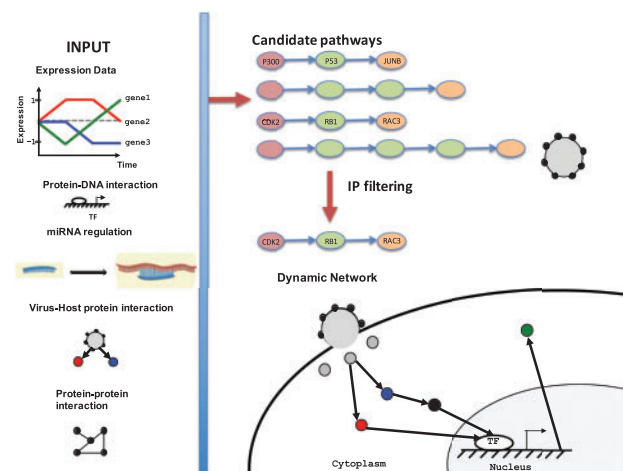 INPUT
Expression Data
Expression
1
-1
gene1
gene2
gene3
Time
Protein-DNA interaction
TF
miRNA regulation
Virus-Host protein interaction
Protein-protein
interaction
Candidate pathways
P300 P53 JUNB
CDK2 RB1 RAC3
IP filtering
CDK2 RB1 RAC3
Dynamic Network
TF
Cytoplasm
Nucleus